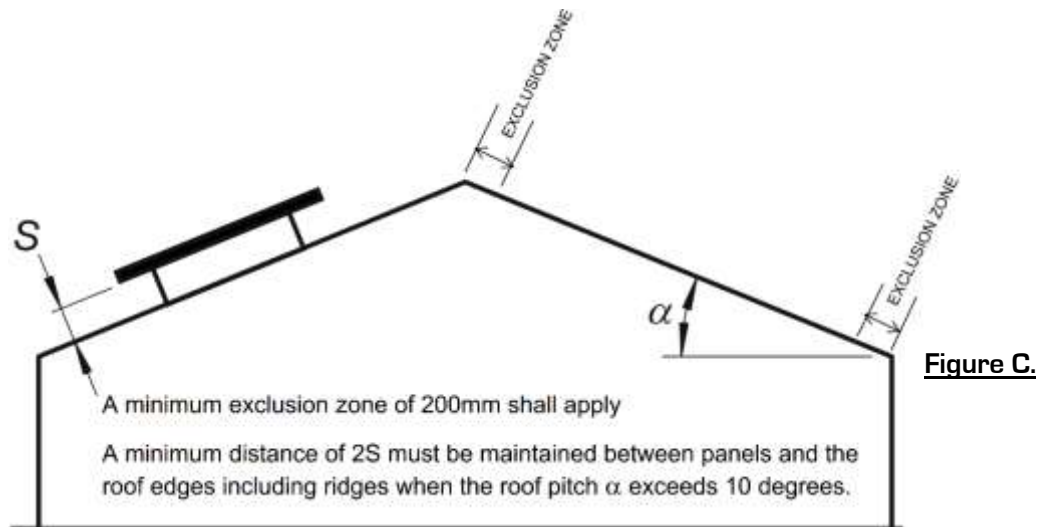 EXCLUSION ZONE
EXCLUSION ZONE
S
α
Figure C.
A minimum exclusion zone of 200mm shall apply
A minimum distance of 2S must be maintained between panels and the
roof edges including ridges when the roof pitch α exceeds 10 degrees.